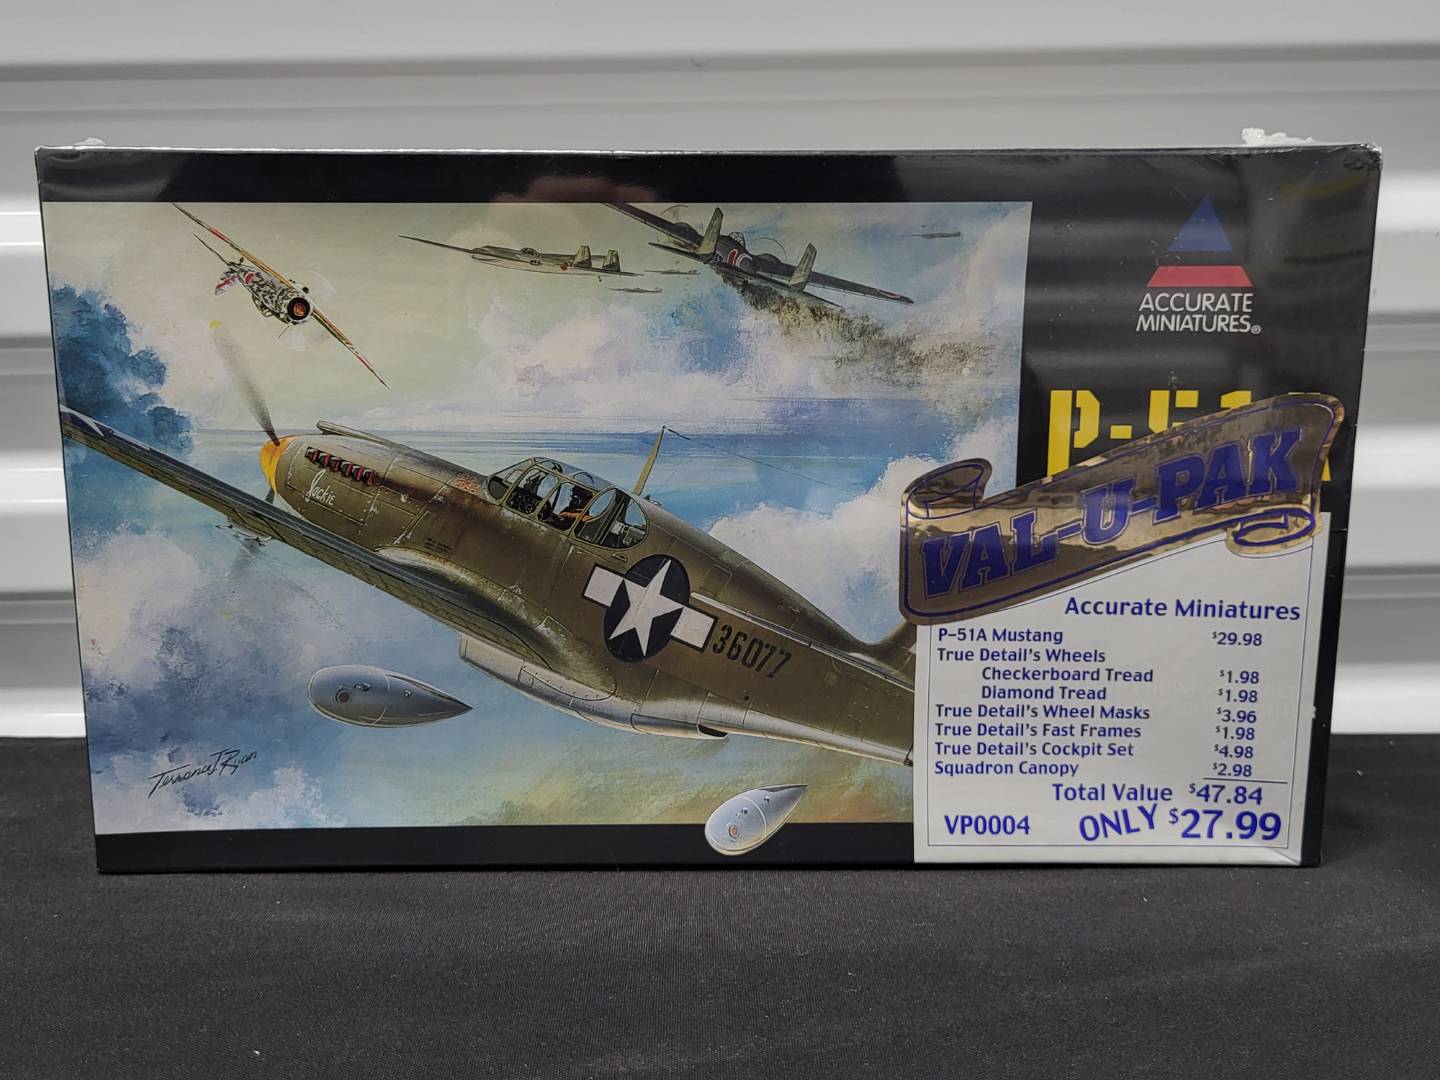 ACCURATE
MINIATURES®
P-51A
VAL-U-PAK
Jackie
36077
Accurate Miniatures
P-51A Mustang $29.98
True Detail's Wheels
Checkerboard Tread $1.98
Diamond Tread $1.98
True Detail's Wheel Masks $3.96
True Detail's Fast Frames $1.98
True Detail's Cockpit Set $4.98
Squadron Canopy $2.98
Total Value $47.84
VP0004 ONLY $27.99